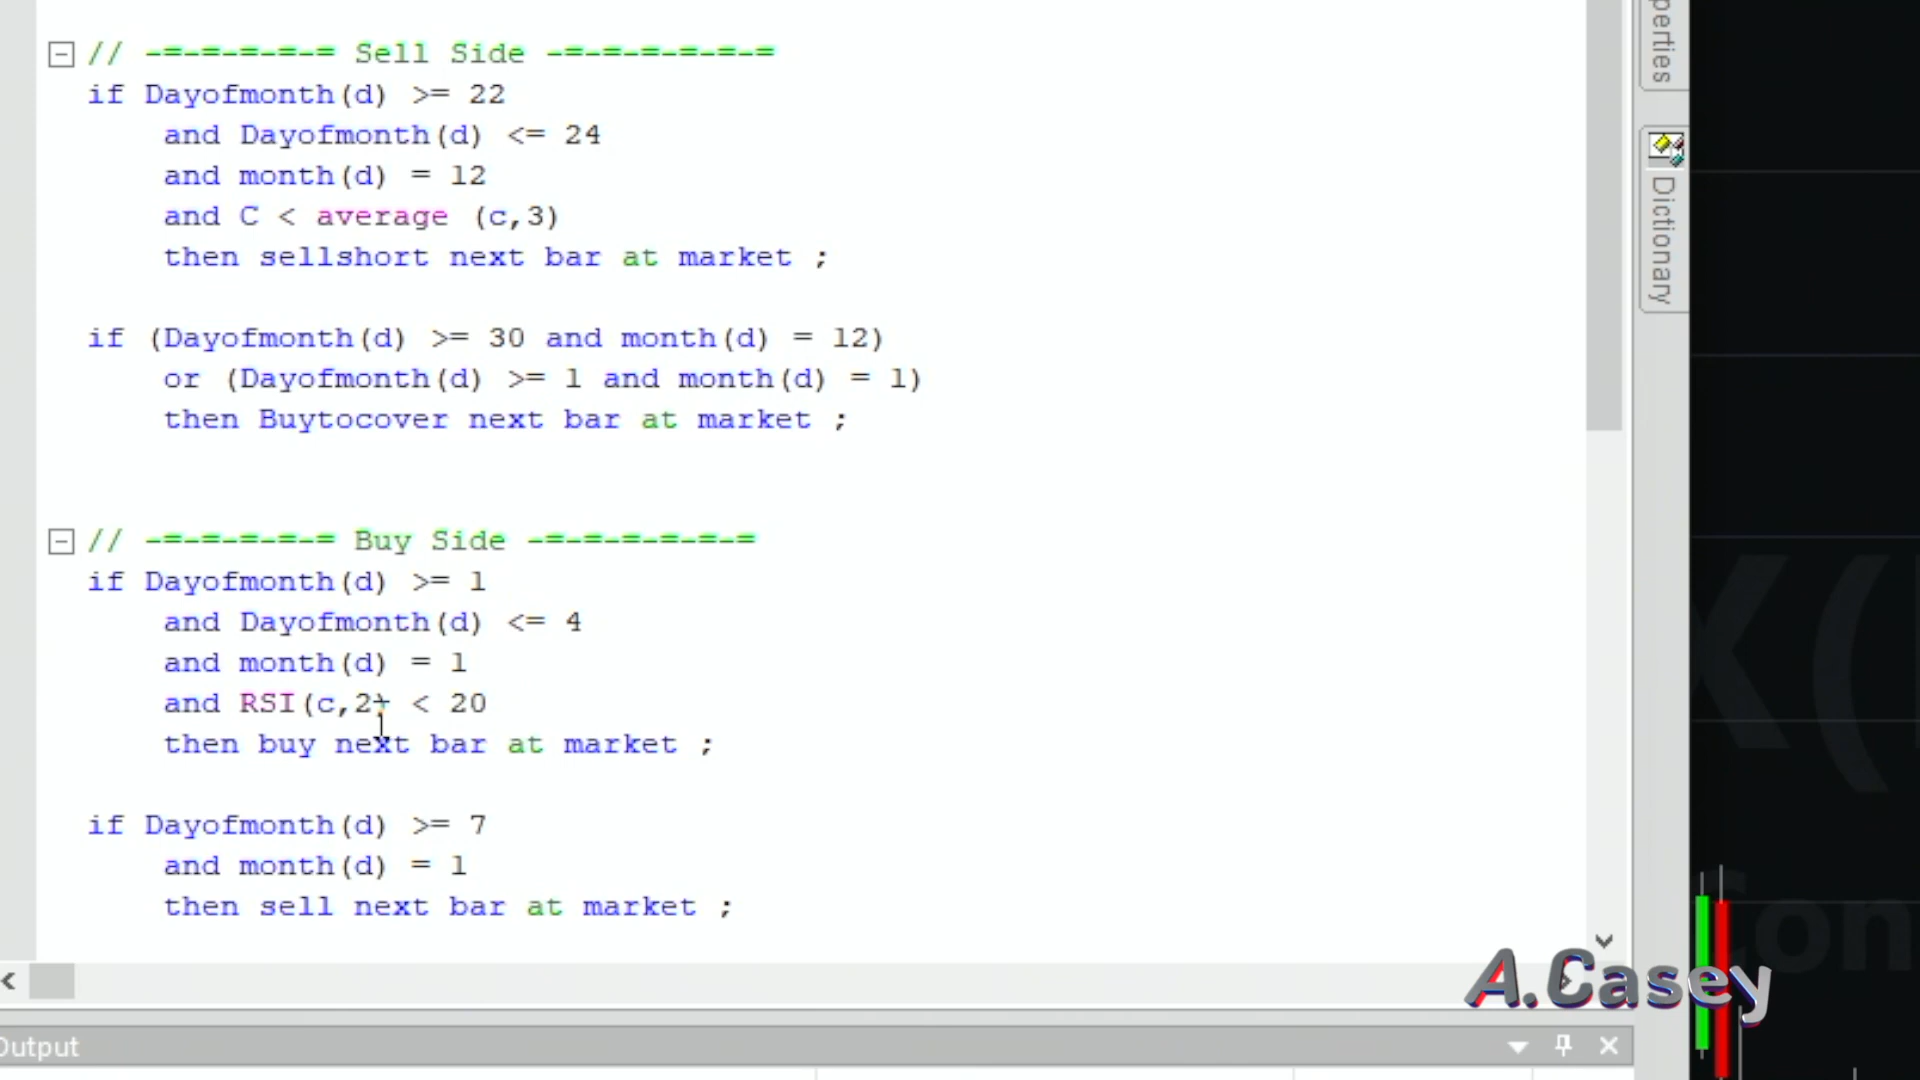 // -=-=-=-=-= Sell Side -=-=-=-=-=-=
if Dayofmonth(d) >= 22
and Dayofmonth(d) <= 24
and month(d) = 12
and C < average (c,3)
then sellshort next bar at market ;
if (Dayofmonth(d) >= 30 and month(d) = 12)
or (Dayofmonth(d) >= 1 and month(d) = 1)
then Buytocover next bar at market ;
// -=-=-=-=-= Buy Side -=-=-=-=-=-=
if Dayofmonth(d) >= 1
and Dayofmonth(d) <= 4
and month(d) = 1
and RSI(c,2) < 20
then buy next bar at market ;
if Dayofmonth(d) >= 7
and month(d) = 1
then sell next bar at market ;
Output
Dictionary
A.Casey